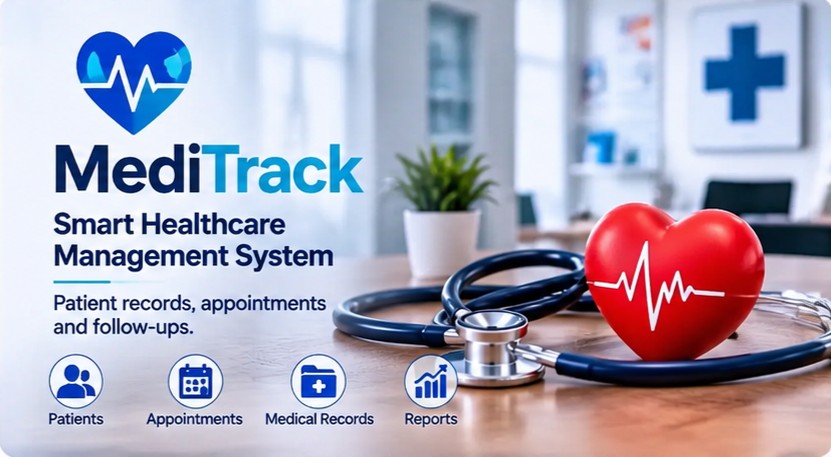 MediTrack
Smart Healthcare
Management System
Patient records, appointments
and follow-ups.
Patients
Appointments
Medical Records
Reports